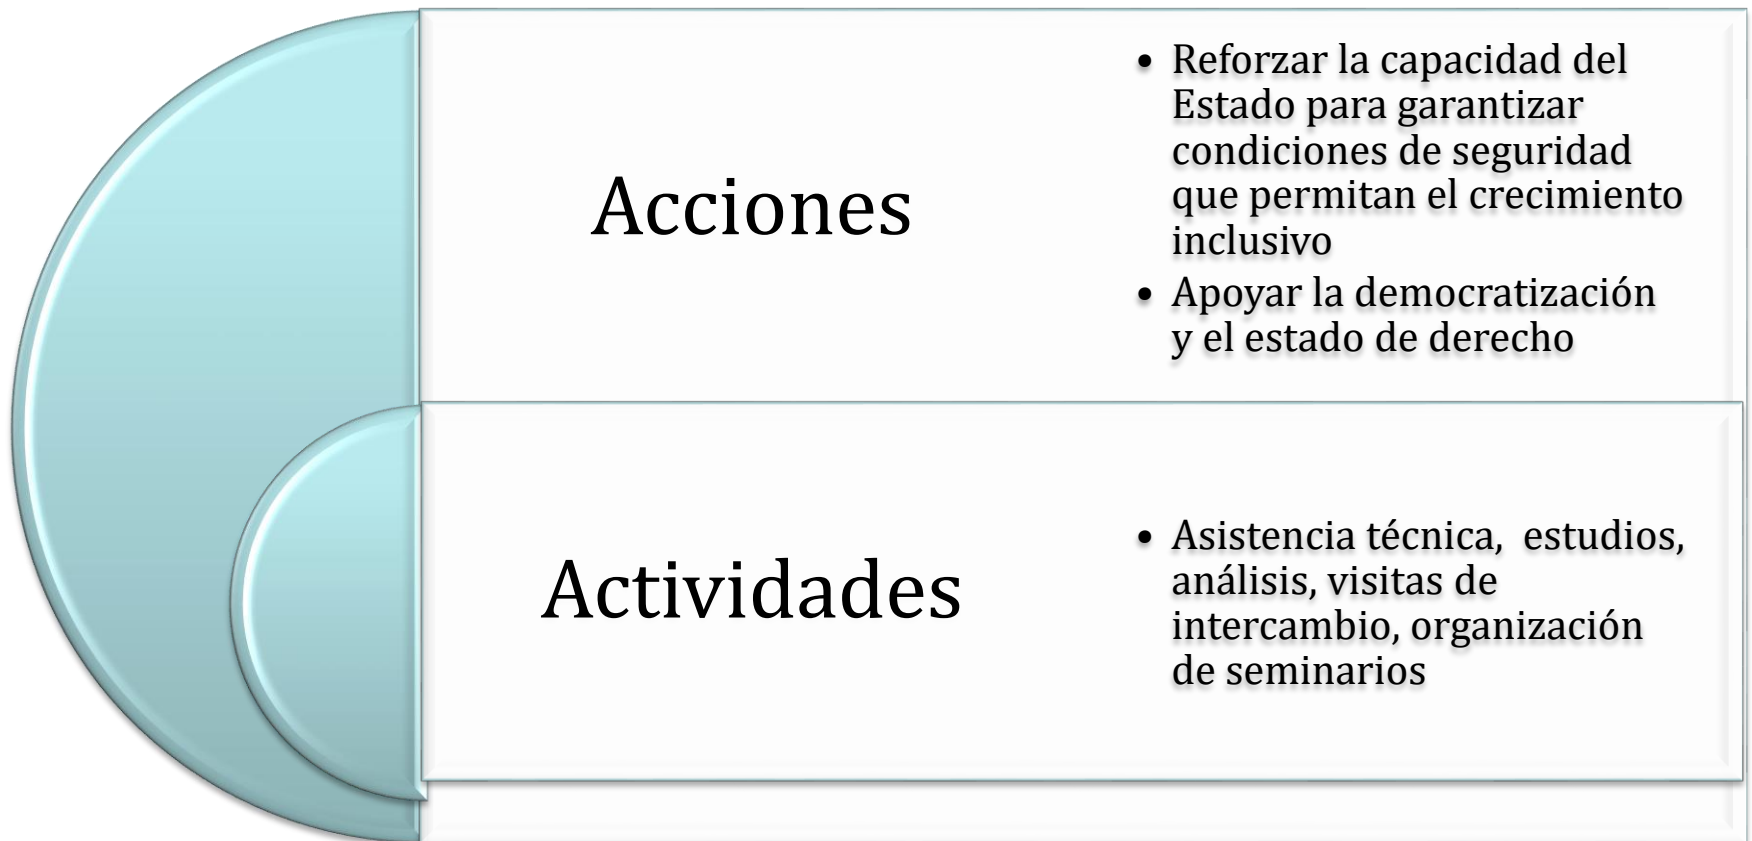 Acciones
• Reforzar la capacidad del
Estado para garantizar
condiciones de seguridad
que permitan el crecimiento
inclusivo
• Apoyar la democratización
y el estado de derecho
Actividades
• Asistencia técnica,  estudios,
análisis, visitas de
intercambio, organización
de seminarios